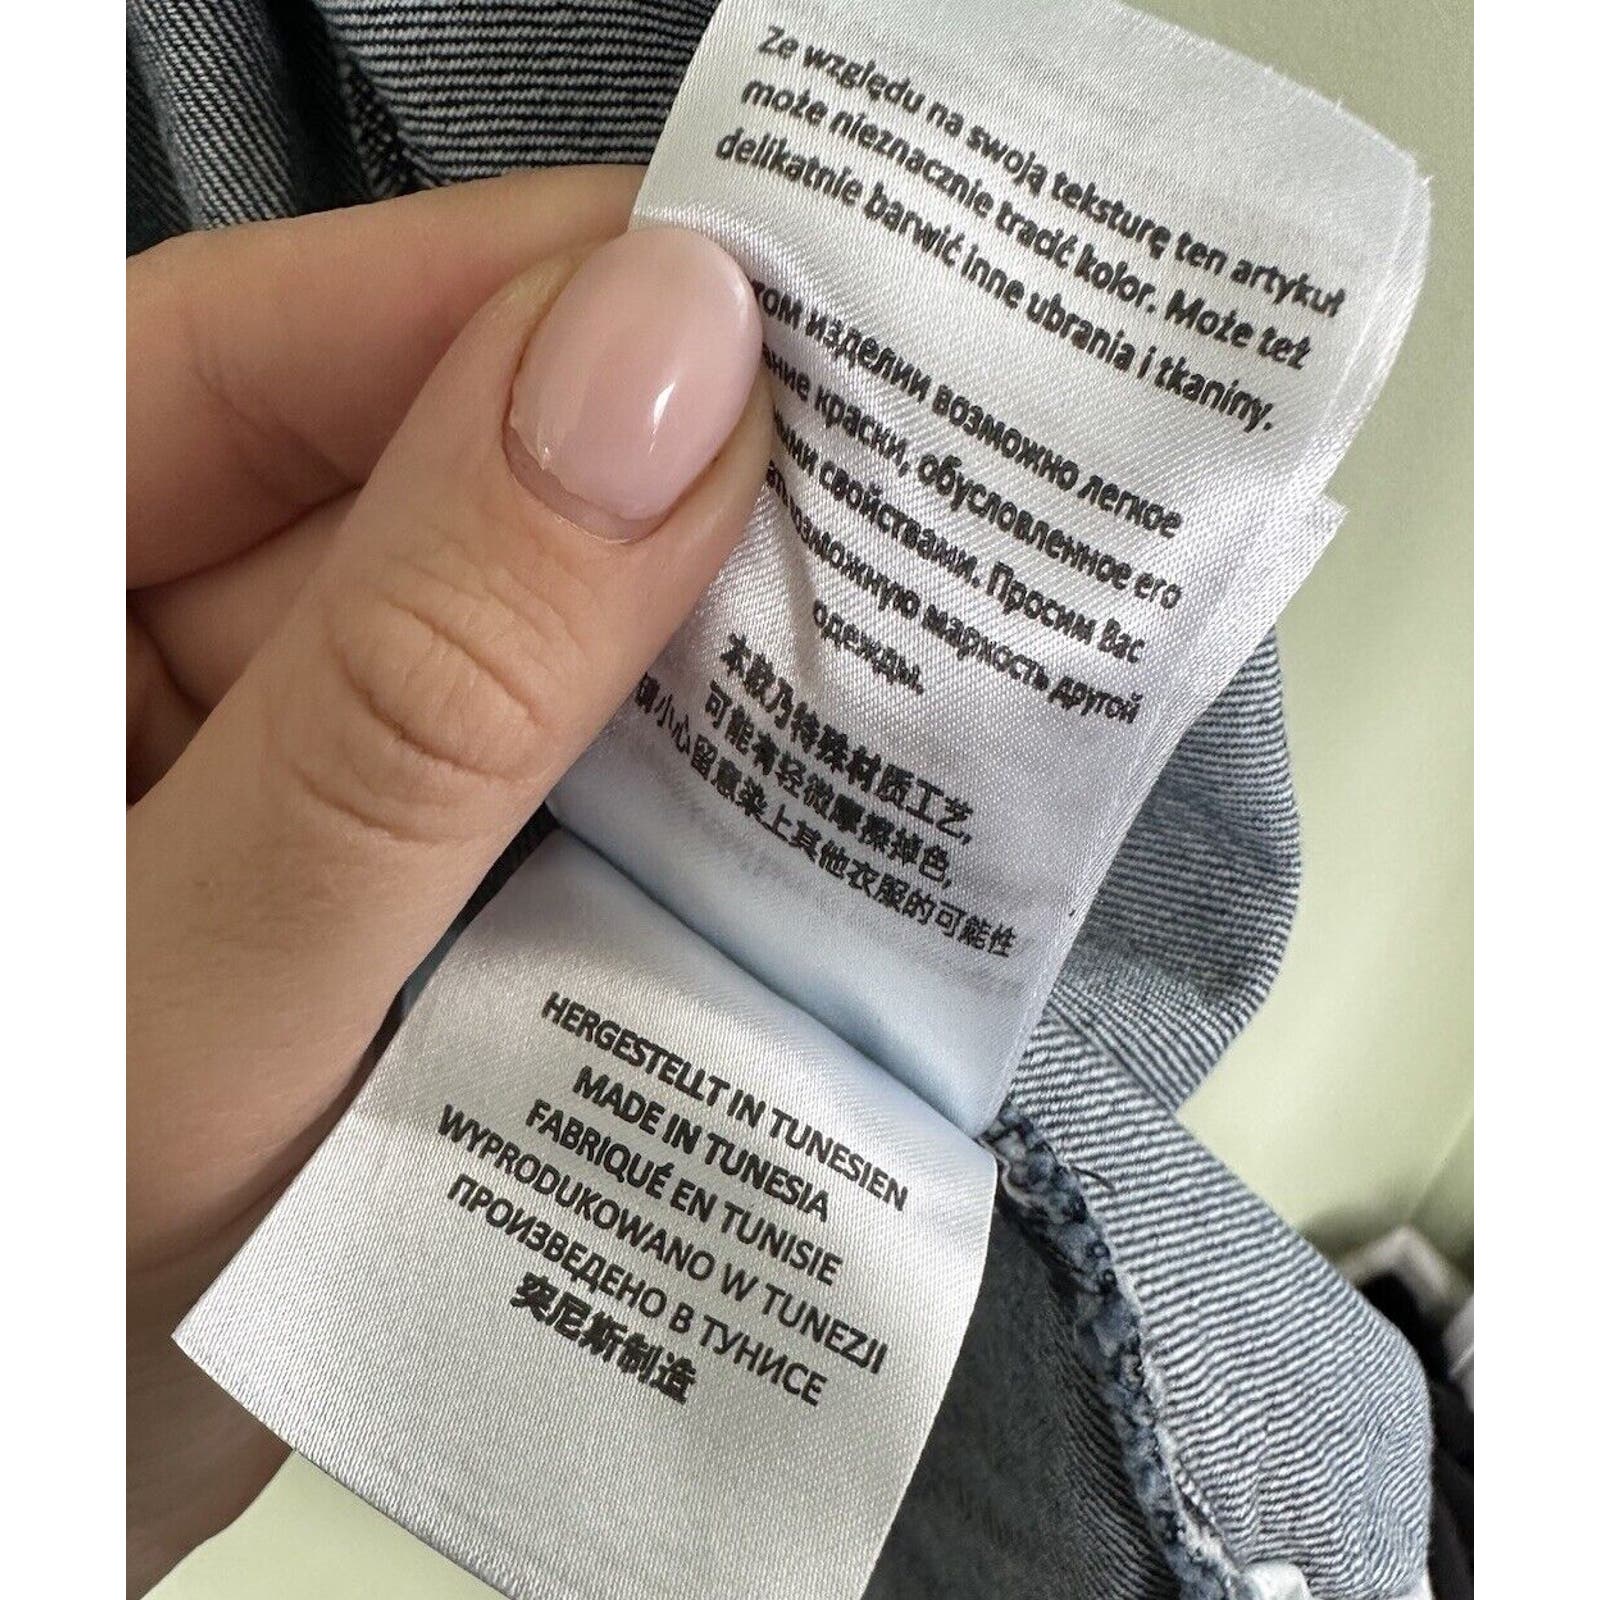 Ze względu na swoją teksturę ten artykuł
może nieznacznie tracić kolor. Może też
delikatnie barwić inne ubrania i tkaniny.
изделии возможно легкое
краски, обусловленное его
свойствами. Просим Вас
возможную маркость другой
одежды.
本款乃特殊材质工艺,
可能有轻微摩擦掉色,
请小心留意染上其他衣服的可能性
HERGESTELLT IN TUNESIEN
MADE IN TUNESIA
FABRIQUÉ EN TUNISIE
WYPRODUKOWANO W TUNEZJI
ПРОИЗВЕДЕНО В ТУНИСЕ
突尼斯制造